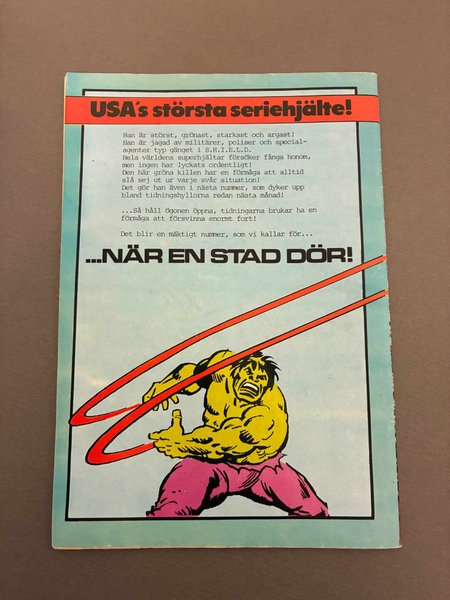 USA's största seriehjälte!
Han är störst, grönast, starkast och argast!
Han är jagad av militärer, poliser och special-
agenter typ gänget i S.H.I.E.L.D.
Hela världens superhjältar försöker fånga honom,
men ingen har lyckats ordentligt!
Den här gröna killen har en förmåga att alltid
slå sej ut ur varje svår situation!
Det gör han även i nästa nummer, som dyker upp
bland tidningshyllorna redan nästa månad!
...Så håll ögonen öppna, tidningarna brukar ha en
förmåga att försvinna enormt fort!
Det blir en mäktigt nummer, som vi kallar för...
...NÄR EN STAD DÖR!